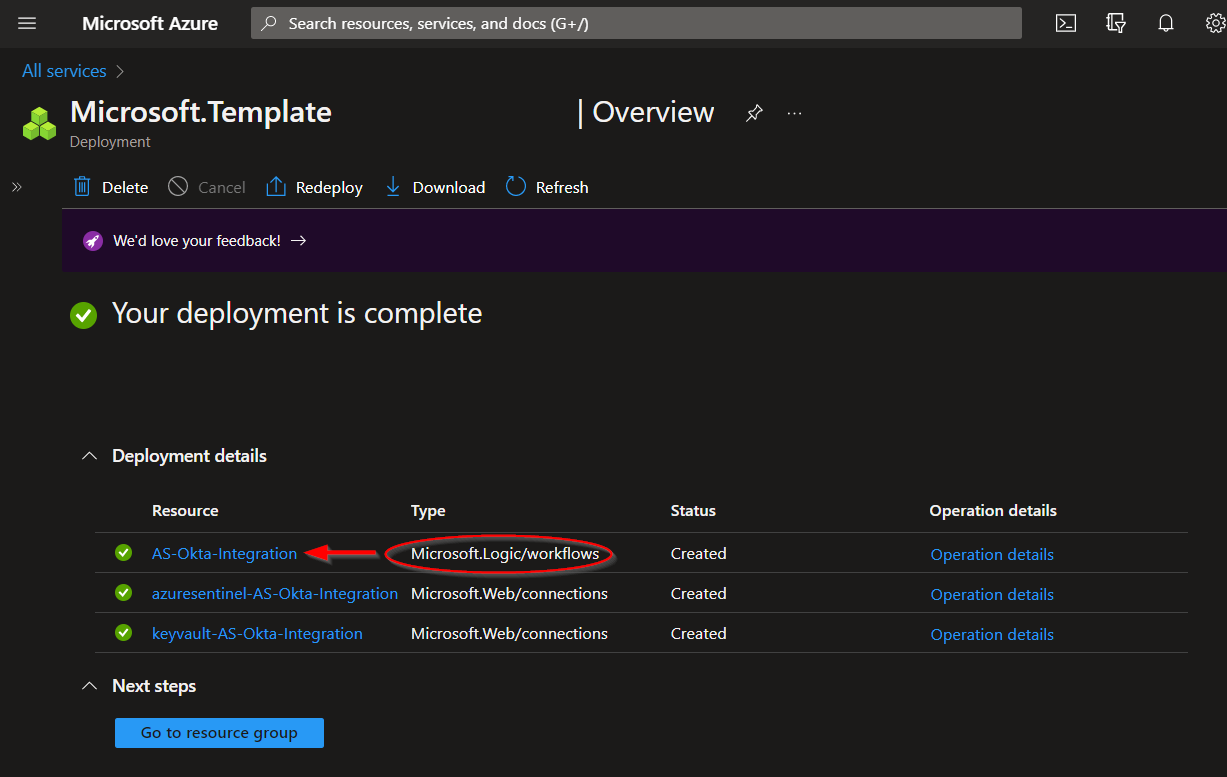 Microsoft Azure Search resources, services, and docs (G+/)
All services
Microsoft.Template | Overview ...
Deployment
Delete Cancel Redeploy Download Refresh
We'd love your feedback!
Your deployment is complete
Deployment details
Resource Type Status Operation details
AS-Okta-Integration Microsoft.Logic/workflows Created Operation details
azuresentinel-AS-Okta-Integration Microsoft.Web/connections Created Operation details
keyvault-AS-Okta-Integration Microsoft.Web/connections Created Operation details
Next steps
Go to resource group